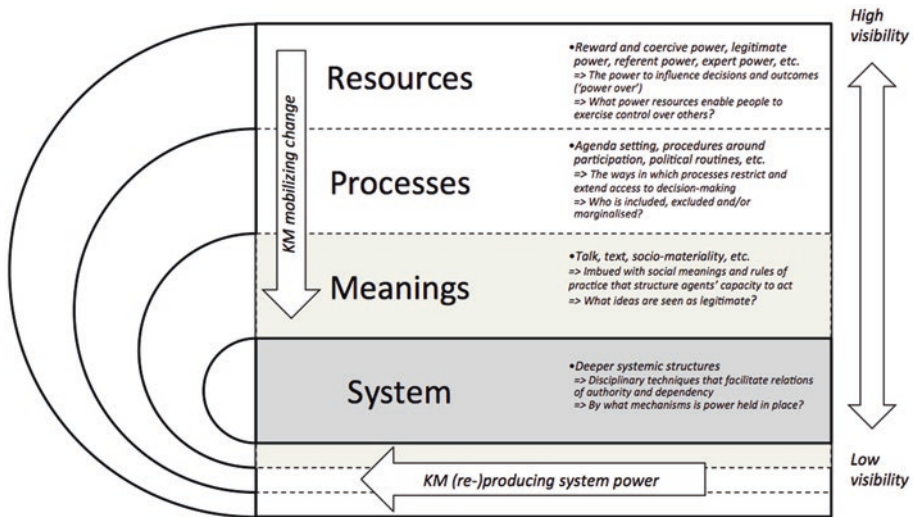 High
visibility
KM mobilizing change
Resources
•Reward and coercive power, legitimate
power, referent power, expert power, etc.
=> The power to influence decisions and outcomes
('power over')
=> What power resources enable people to
exercise control over others?
Processes
•Agenda setting, procedures around
participation, political routines, etc.
=> The ways in which processes restrict and
extend access to decision-making
=> Who is included, excluded and/or
marginalised?
Meanings
•Talk, text, socio-materiality, etc.
=> Imbued with social meanings and rules of
practice that structure agents' capacity to act
=> What ideas are seen as legitimate?
System
•Deeper systemic structures
=> Disciplinary techniques that facilitate relations
of authority and dependency
=> By what mechanisms is power held in place?
KM (re-)producing system power
Low
visibility